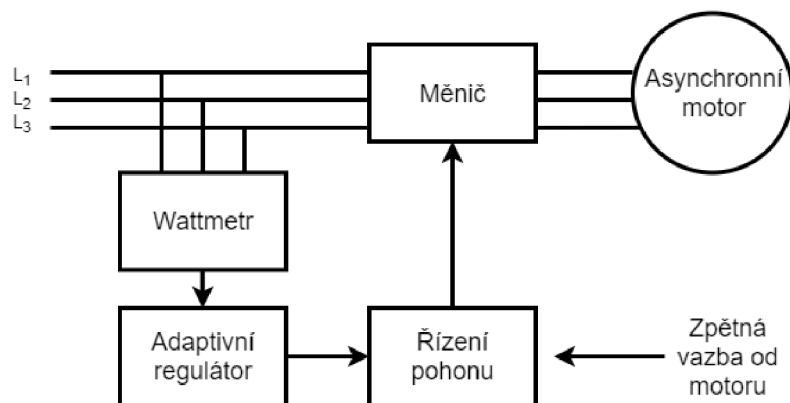 L1
L2
L3
Měnič
Asynchronní
motor
Wattmetr
Adaptivní
regulátor
Řízení
pohonu
Zpětná
vazba od
motoru